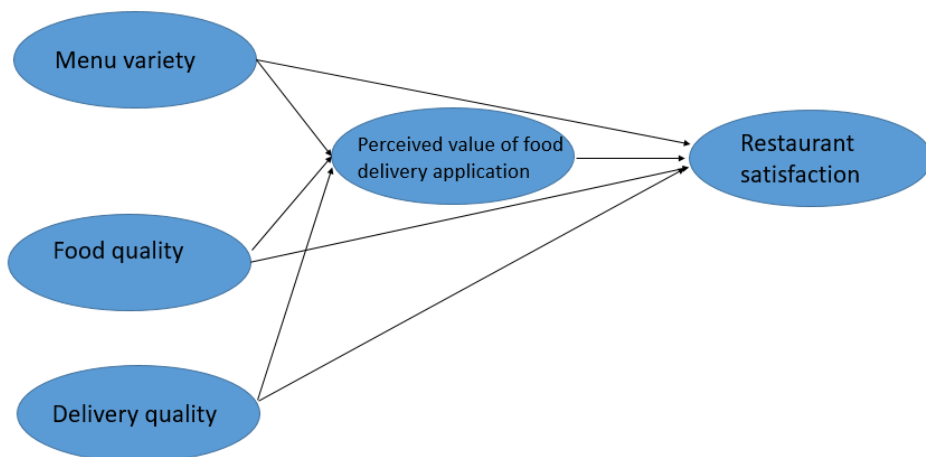 Menu variety
Perceived value of food
delivery application
Restaurant
satisfaction
Food quality
Delivery quality